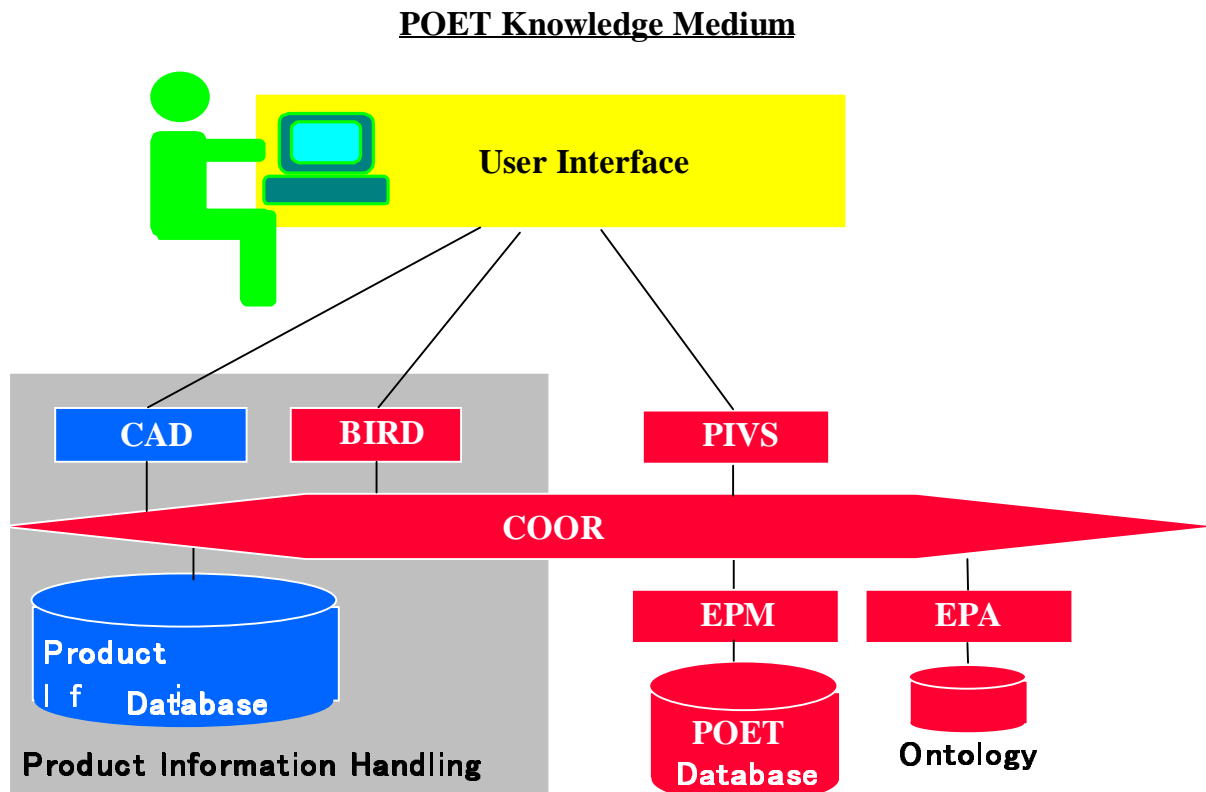 POET Knowledge Medium
User Interface
CAD
BIRD
PIVS
COOR
EPM
EPA
Product
Database
POET
Database
Ontology
Product Information Handling